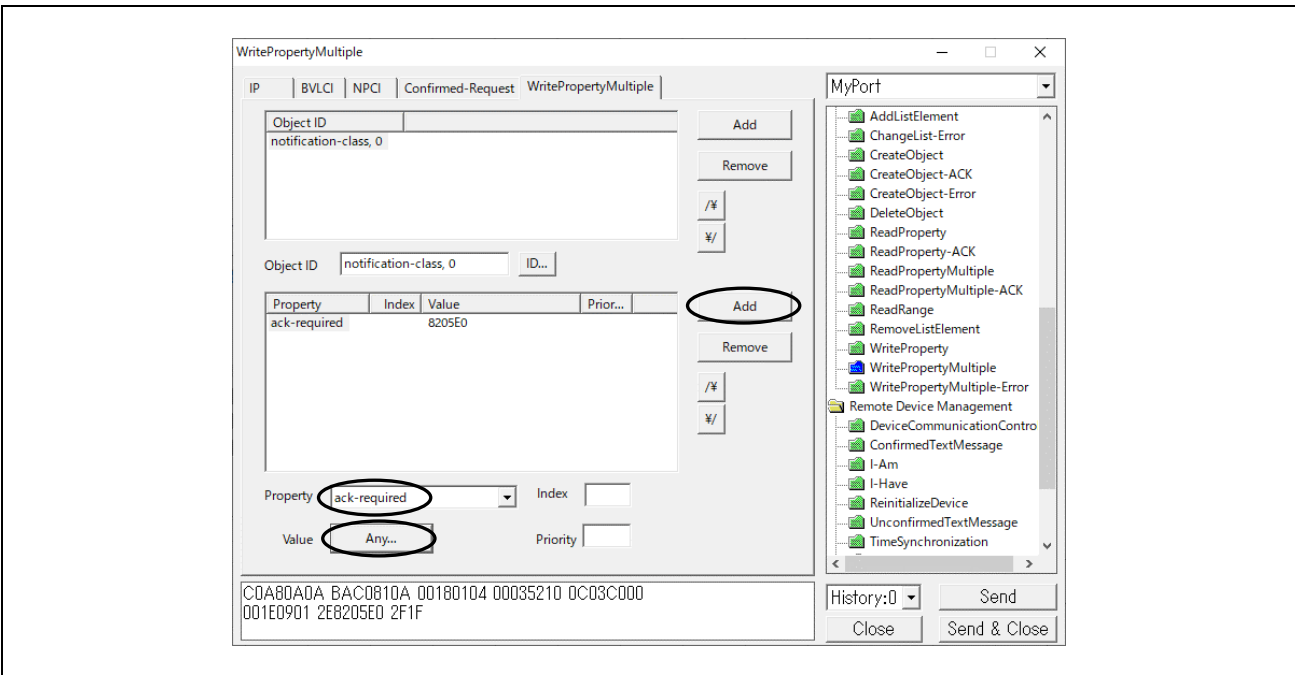 WritePropertyMultiple
IP BVLCI NPCI Confirmed-Request WritePropertyMultiple
Object ID
notification-class, 0
Add
Remove
/¥
¥/
Object ID notification-class, 0 ID...
Property Index Value Prior...
ack-required 8205E0
Add
Remove
/¥
¥/
Property ack-required Index
Value Any... Priority
C0A80A0A BAC0810A 00180104 00035210 0C03C000
001E0901 2E8205E0 2F1F
MyPort
AddListElement
ChangeList-Error
CreateObject
CreateObject-ACK
CreateObject-Error
DeleteObject
ReadProperty
ReadProperty-ACK
ReadPropertyMultiple
ReadPropertyMultiple-ACK
ReadRange
RemoveListElement
WriteProperty
WritePropertyMultiple
WritePropertyMultiple-Error
Remote Device Management
DeviceCommunicationContro
ConfirmedTextMessage
I-Am
I-Have
ReinitializeDevice
UnconfirmedTextMessage
TimeSynchronization
History:0 Send
Close Send & Close